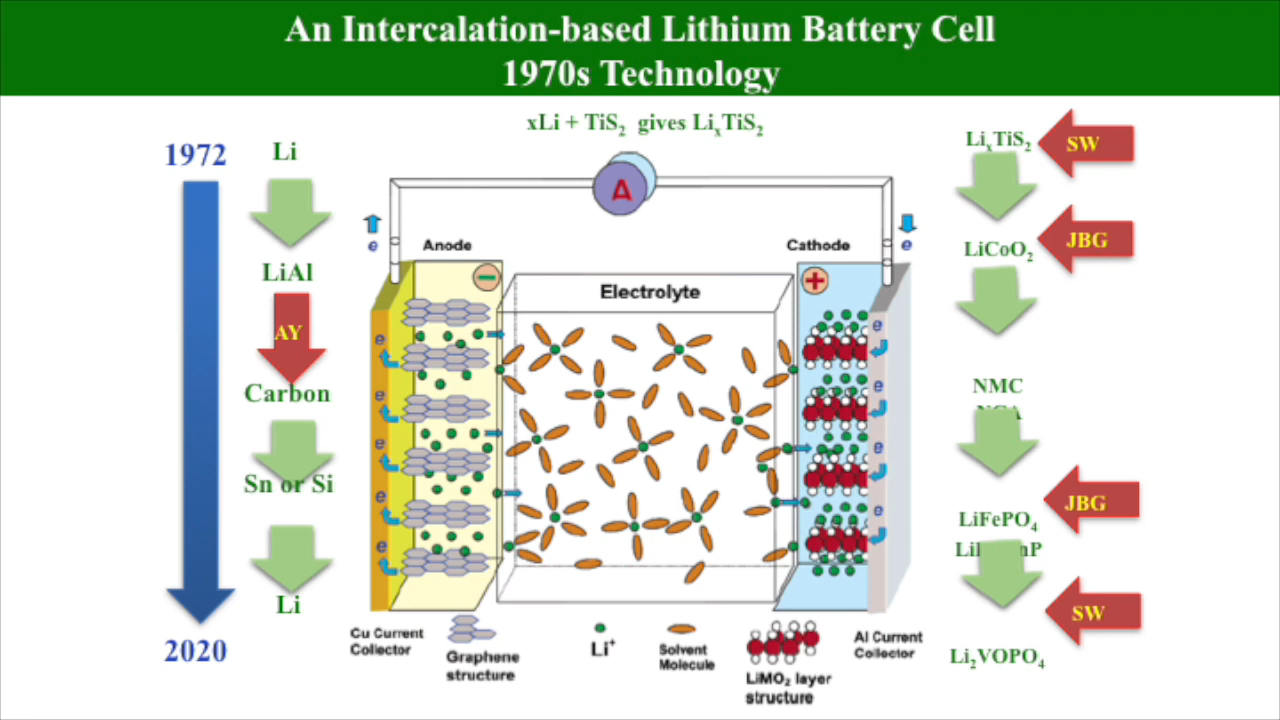 An Intercalation-based Lithium Battery Cell
1970s Technology
xLi + TiS₂ gives LiₓTiS₂
1972
Li
LiₓTiS₂
SW
A
e
Anode
Cathode
e
LiCoO₂
JBG
LiAl
−
+
Electrolyte
AY
e
e
Carbon
e
e
NMC
e
e
Sn or Si
e
e
JBG
LiFePO₄
e
Li
SW
Li₂VOPO₄
2020
Cu Current
Collector
Graphene
structure
Li⁺
Solvent
Molecule
LiMO₂ layer
structure
Al Current
Collector